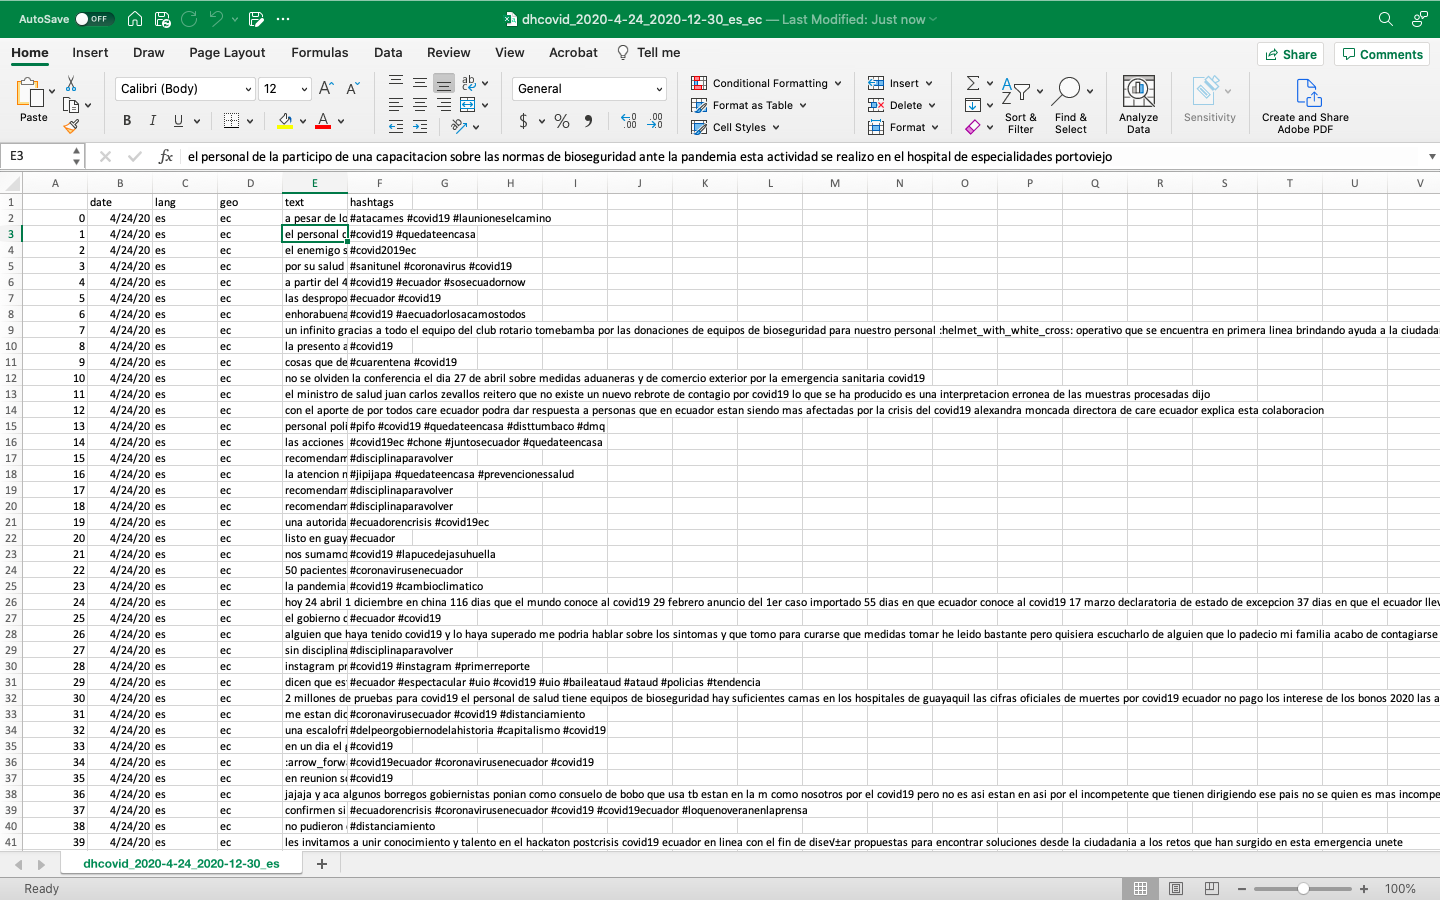 AutoSave OFF dhcovid_2020-4-24_2020-12-30_es_ec — Last Modified: Just now
Home Insert Draw Page Layout Formulas Data Review View Acrobat Tell me Share Comments
Paste Calibri (Body) 12 General Conditional Formatting Format as Table Cell Styles Insert Delete Format Sort & Filter Find & Select Analyze Data Sensitivity Create and Share Adobe PDF
E3 fx el personal de la participo de una capacitacion sobre las normas de bioseguridad ante la pandemia esta actividad se realizo en el hospital de especialidades portoviejo
A B C D E F G H I J K L M N O P Q R S T U V
1 date lang geo text hashtags
2 0 4/24/20 es ec a pesar de lo #atacames #covid19 #launioneselcamino
3 1 4/24/20 es ec el personal d #covid19 #quedateencasa
4 2 4/24/20 es ec el enemigo s #covid2019ec
5 3 4/24/20 es ec por su salud #sanitunel #coronavirus #covid19
6 4 4/24/20 es ec a partir del 4 #covid19 #ecuador #sosecuadornow
7 5 4/24/20 es ec las despropo #ecuador #covid19
8 6 4/24/20 es ec enhorabuena #covid19 #aecuadorlosacamostodos
9 7 4/24/20 es ec un infinito gracias a todo el equipo del club rotario tomebamba por las donaciones de equipos de bioseguridad para nuestro personal :helmet_with_white_cross: operativo que se encuentra en primera linea brindando ayuda a la ciudada
10 8 4/24/20 es ec la presento a #covid19
11 9 4/24/20 es ec cosas que de #cuarentena #covid19
12 10 4/24/20 es ec no se olviden la conferencia el dia 27 de abril sobre medidas aduaneras y de comercio exterior por la emergencia sanitaria covid19
13 11 4/24/20 es ec el ministro de salud juan carlos zevallos reitero que no existe un nuevo rebrote de contagio por covid19 lo que se ha producido es una interpretacion erronea de las muestras procesadas dijo
14 12 4/24/20 es ec con el aporte de por todos care ecuador podra dar respuesta a personas que en ecuador estan siendo mas afectadas por la crisis del covid19 alexandra moncada directora de care ecuador explica esta colaboracion
15 13 4/24/20 es ec personal poli #pifo #covid19 #quedateencasa #disttumbaco #dmq
16 14 4/24/20 es ec las acciones #covid19ec #chone #juntosecuador #quedateencasa
17 15 4/24/20 es ec recomendam #disciplinaparavolver
18 16 4/24/20 es ec la atencion n #jipijapa #quedateencasa #prevencionessalud
19 17 4/24/20 es ec recomendam #disciplinaparavolver
20 18 4/24/20 es ec recomendam #disciplinaparavolver
21 19 4/24/20 es ec una autorida #ecuadorencrisis #covid19ec
22 20 4/24/20 es ec listo en guay #ecuador
23 21 4/24/20 es ec nos sumamo #covid19 #lapucedejasuhuella
24 22 4/24/20 es ec 50 pacientes #coronavirusenecuador
25 23 4/24/20 es ec la pandemia #covid19 #cambioclimatico
26 24 4/24/20 es ec hoy 24 abril 1 diciembre en china 116 dias que el mundo conoce al covid19 29 febrero anuncio del 1er caso importado 55 dias en que ecuador conoce al covid19 17 marzo declaratoria de estado de excepcion 37 dias en que el ecuador llev
27 25 4/24/20 es ec el gobierno c #ecuador #covid19
28 26 4/24/20 es ec alguien que haya tenido covid19 y lo haya superado me podria hablar sobre los sintomas y que tomo para curarse que medidas tomar he leido bastante pero quisiera escucharlo de alguien que lo padecio mi familia acabo de contagiarse
29 27 4/24/20 es ec sin disciplina #disciplinaparavolver
30 28 4/24/20 es ec instagram pr #covid19 #instagram #primerreporte
31 29 4/24/20 es ec dicen que es #ecuador #espectacular #uio #covid19 #uio #baileataud #ataud #policias #tendencia
32 30 4/24/20 es ec 2 millones de pruebas para covid19 el personal de salud tiene equipos de bioseguridad hay suficientes camas en los hospitales de guayaquil las cifras oficiales de muertes por covid19 ecuador no pago los interese de los bonos 2020 las a
33 31 4/24/20 es ec me estan dic #coronavirusecuador #covid19 #distanciamiento
34 32 4/24/20 es ec una escalofri #delpeorgobiernodelahistoria #capitalismo #covid19
35 33 4/24/20 es ec en un dia el g #covid19
36 34 4/24/20 es ec :arrow_forw #covid19ecuador #coronavirusenecuador #covid19
37 35 4/24/20 es ec en reunion so #covid19
38 36 4/24/20 es ec jajaja y aca algunos borregos gobiernistas ponian como consuelo de bobo que usa tb estan en la m como nosotros por el covid19 pero no es asi estan en asi por el incompetente que tienen dirigiendo ese pais no se quien es mas incompe
39 37 4/24/20 es ec confirmen si #ecuadorencrisis #coronavirusenecuador #covid19 #covid19ecuador #loquenoveranenlaprensa
40 38 4/24/20 es ec no pudieron #distanciamiento
41 39 4/24/20 es ec les invitamos a unir conocimiento y talento en el hackaton postcrisis covid19 ecuador en linea con el fin de dise√±ar propuestas para encontrar soluciones desde la ciudadania a los retos que han surgido en esta emergencia unete
dhcovid_2020-4-24_2020-12-30_es
Ready 100%